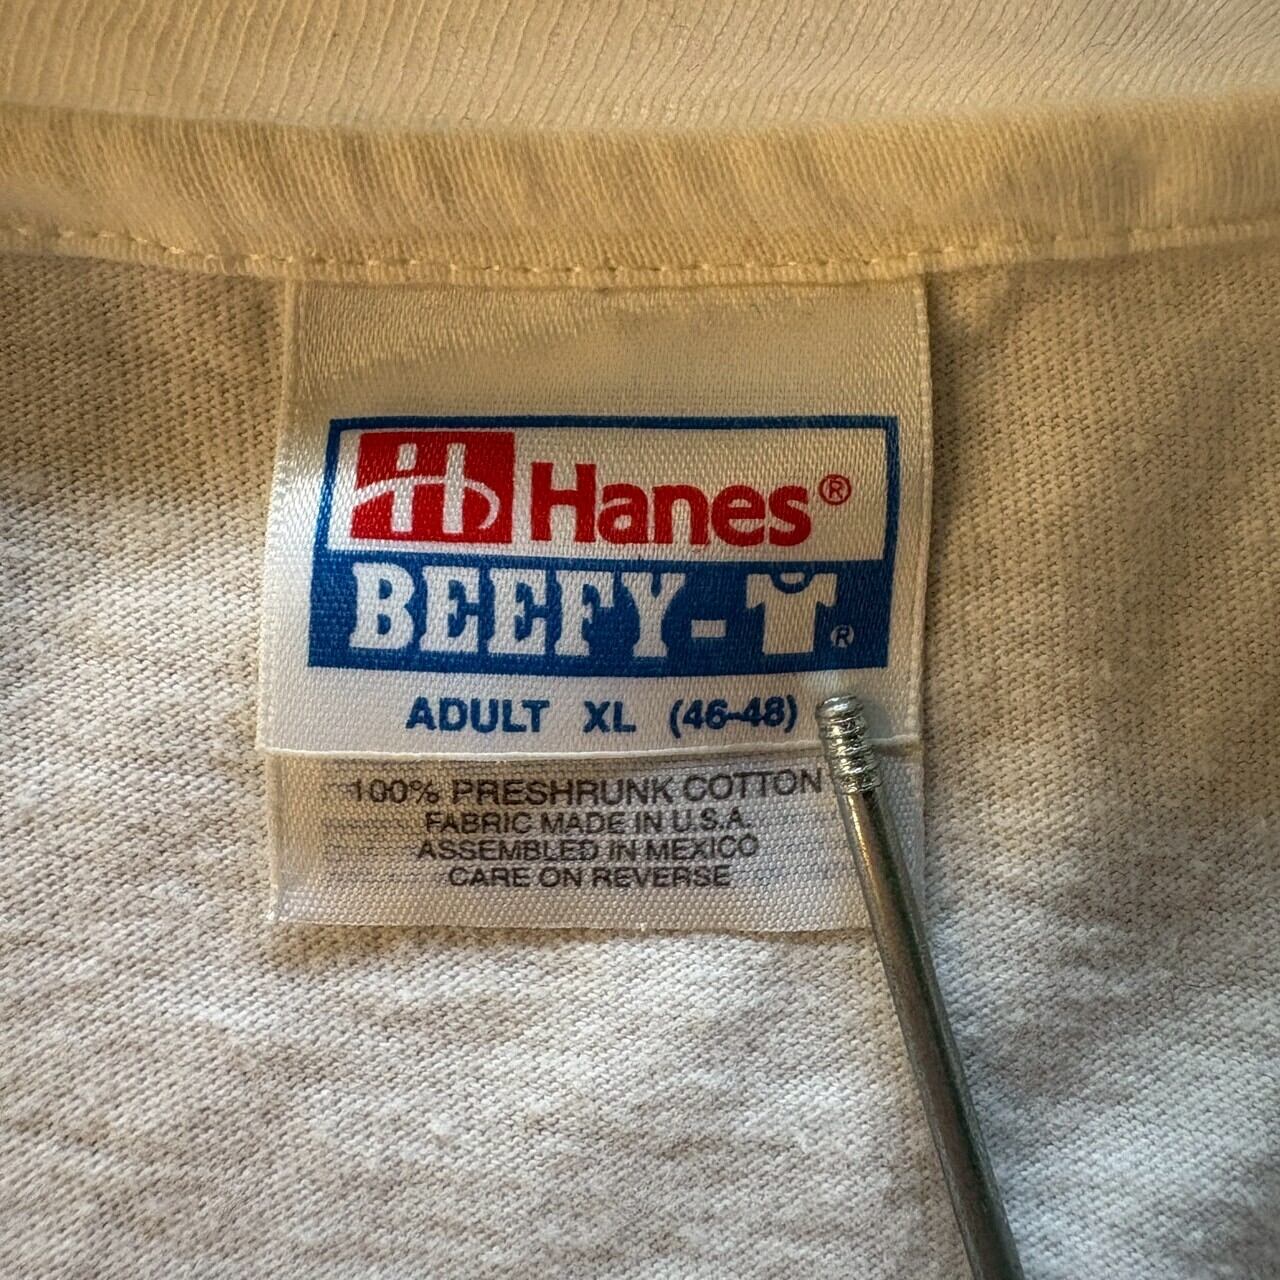 Hanes®
BEEFY-T®
ADULT XL (46-48)
100% PRESHRUNK COTTON
FABRIC MADE IN U.S.A.
ASSEMBLED IN MEXICO
CARE ON REVERSE